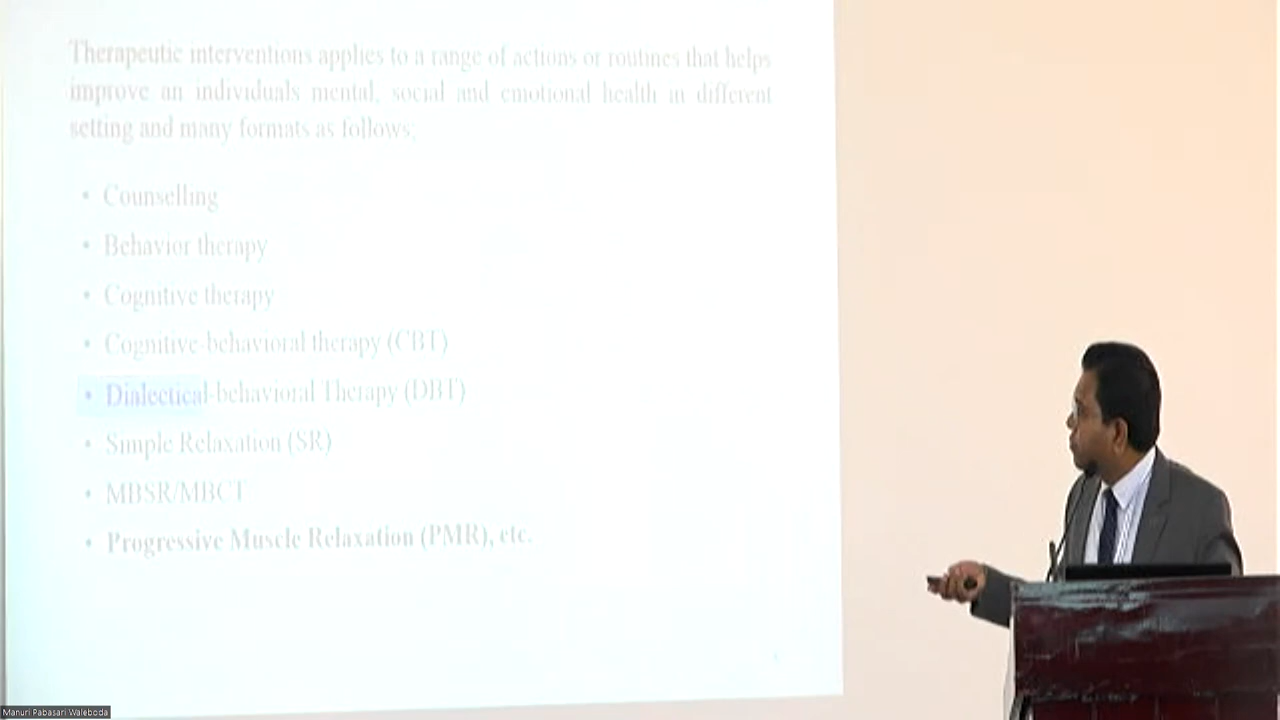 Therapeutic interventions applies to a range of actions or routines that helps
improve an individuals mental, social and emotional health in different
setting and many formats as follows;
• Counselling
• Behavior therapy
• Cognitive therapy
• Cognitive-behavioral therapy (CBT)
• Dialectical-behavioral Therapy (DBT)
• Simple Relaxation (SR)
• MBSR/MBCT
• Progressive Muscle Relaxation (PMR), etc.
Manuri Pabasari Waleboda